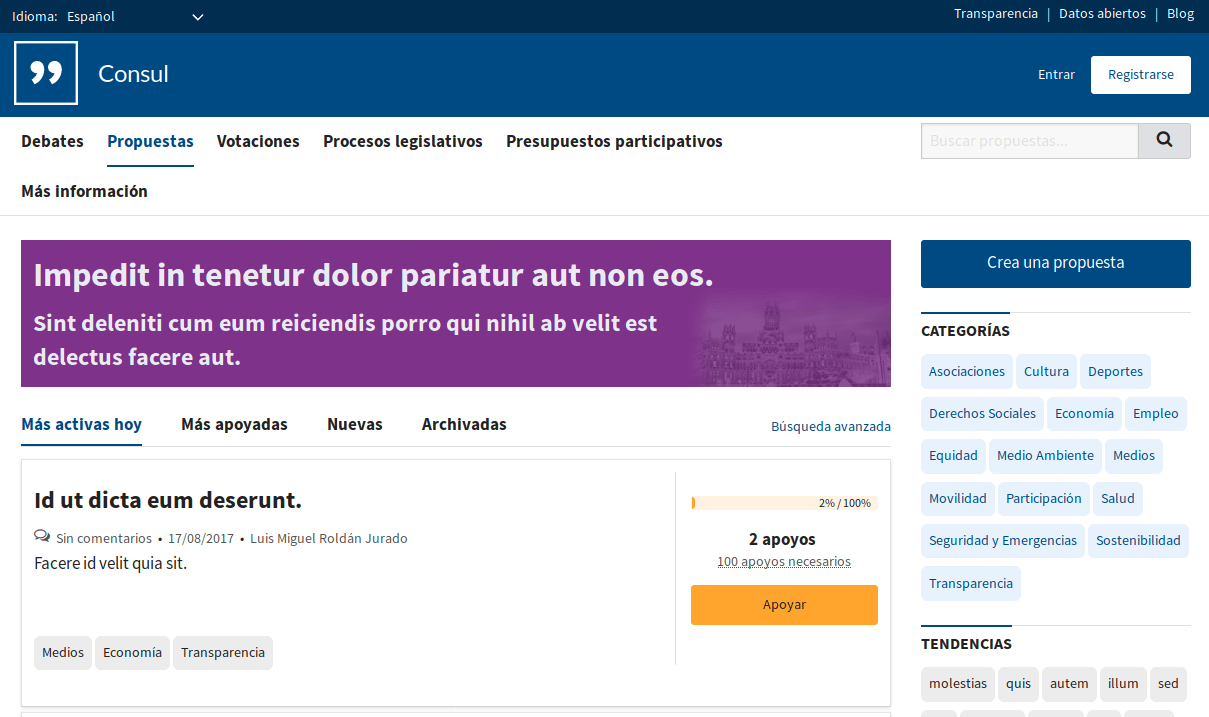 Idioma: Español
Transparencia | Datos abiertos | Blog
Consul
Entrar
Registrarse
Debates Propuestas Votaciones Procesos legislativos Presupuestos participativos
Más información
Buscar propuestas...
Impedit in tenetur dolor pariatur aut non eos.
Sint deleniti cum eum reiciendis porro qui nihil ab velit est
delectus facere aut.
Más activas hoy Más apoyadas Nuevas Archivadas
Búsqueda avanzada
Id ut dicta eum deserunt.
Sin comentarios • 17/08/2017 • Luis Miguel Roldán Jurado
Facere id velit quia sit.
Medios Economía Transparencia
2% / 100%
2 apoyos
100 apoyos necesarios
Apoyar
Crea una propuesta
CATEGORÍAS
Asociaciones Cultura Deportes
Derechos Sociales Economía Empleo
Equidad Medio Ambiente Medios
Movilidad Participación Salud
Seguridad y Emergencias Sostenibilidad
Transparencia
TENDENCIAS
molestias quis autem illum sed